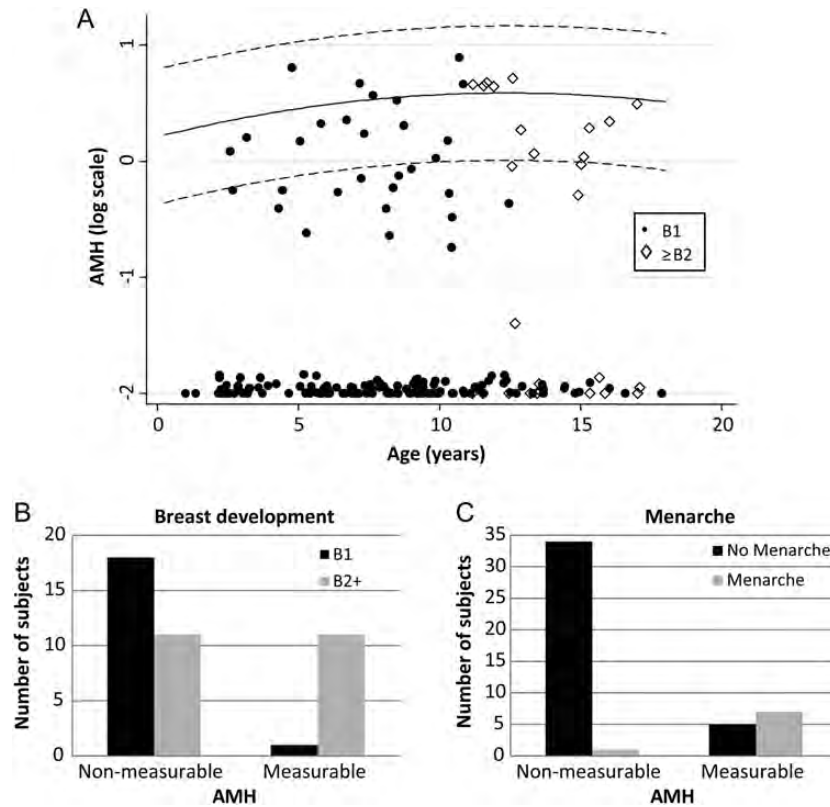 A
AMH (log scale)
1
0
-1
-2
B1
≥B2
0 5 10 15 20
Age (years)
B
Breast development
Number of subjects
20
15
10
5
0
B1
B2+
Non-measurable Measurable
AMH
C
Menarche
Number of subjects
35
30
25
20
15
10
5
0
No Menarche
Menarche
Non-measurable Measurable
AMH